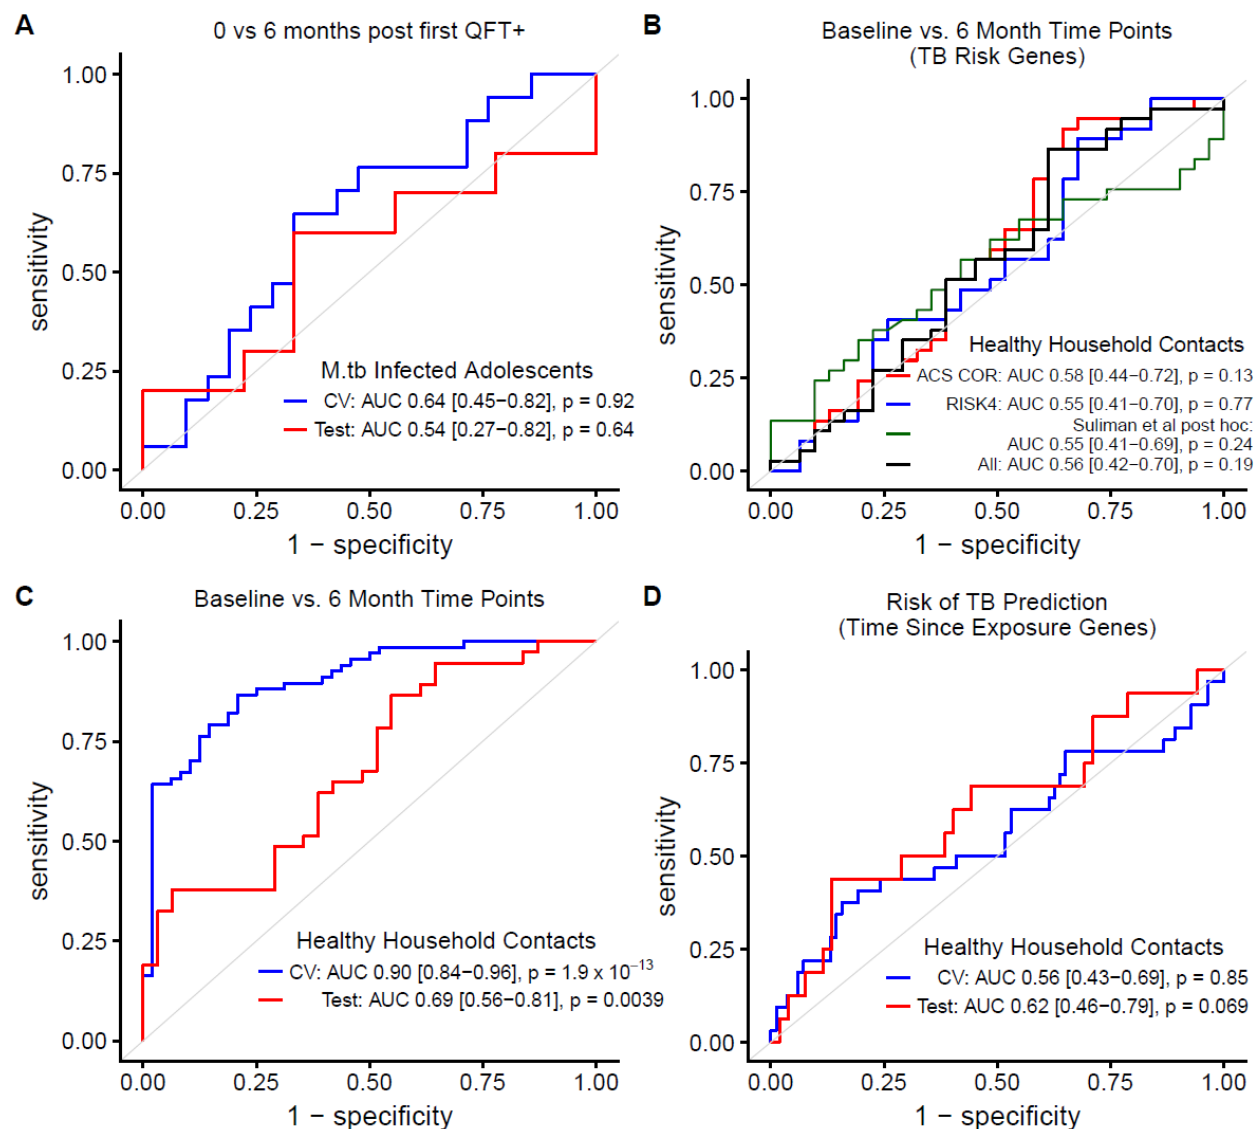 A
0 vs 6 months post first QFT+
1.00
0.75
0.50
0.25
0.00
sensitivity
M.tb Infected Adolescents
CV: AUC 0.64 [0.45−0.82], p = 0.92
Test: AUC 0.54 [0.27−0.82], p = 0.64
0.00 0.25 0.50 0.75 1.00
1 − specificity
B
Baseline vs. 6 Month Time Points
(TB Risk Genes)
1.00
0.75
0.50
0.25
0.00
sensitivity
Healthy Household Contacts
ACS COR: AUC 0.58 [0.44−0.72], p = 0.13
RISK4: AUC 0.55 [0.41−0.70], p = 0.77
Suliman et al post hoc:
AUC 0.55 [0.41−0.69], p = 0.24
All: AUC 0.56 [0.42−0.70], p = 0.19
0.00 0.25 0.50 0.75 1.00
1 − specificity
C
Baseline vs. 6 Month Time Points
1.00
0.75
0.50
0.25
0.00
sensitivity
Healthy Household Contacts
CV: AUC 0.90 [0.84−0.96], p = 1.9 x 10⁻¹³
Test: AUC 0.69 [0.56−0.81], p = 0.0039
0.00 0.25 0.50 0.75 1.00
1 − specificity
D
Risk of TB Prediction
(Time Since Exposure Genes)
1.00
0.75
0.50
0.25
0.00
sensitivity
Healthy Household Contacts
CV: AUC 0.56 [0.43−0.69], p = 0.85
Test: AUC 0.62 [0.46−0.79], p = 0.069
0.00 0.25 0.50 0.75 1.00
1 − specificity